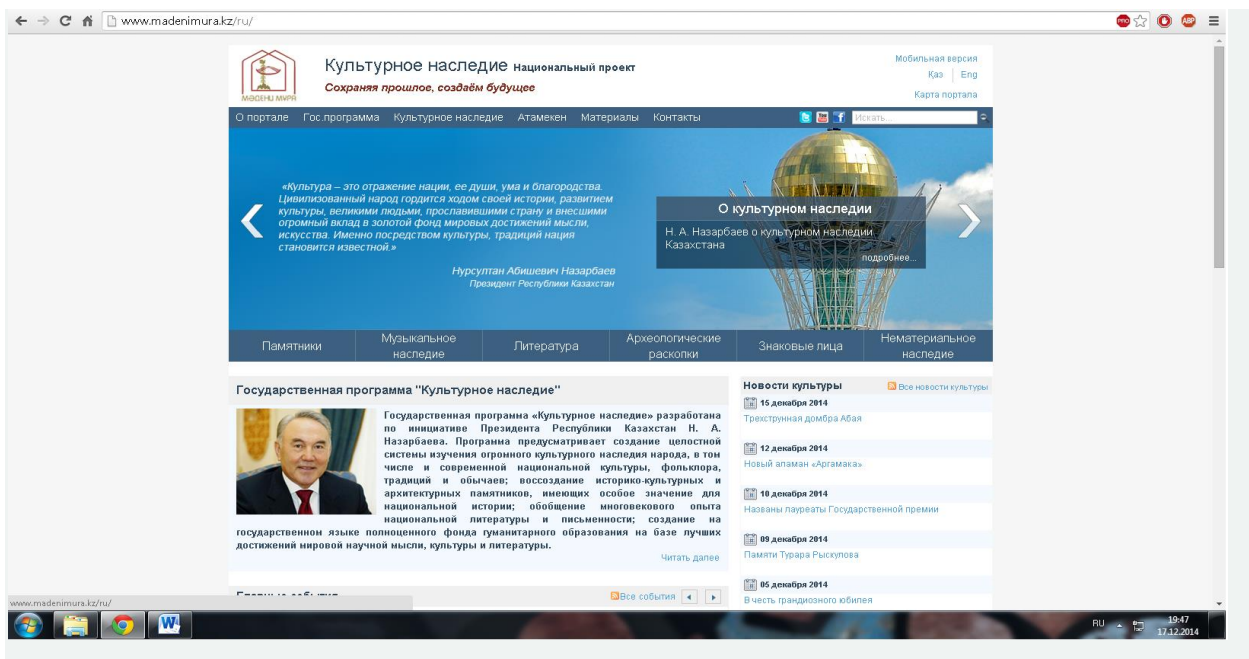 www.madenimura.kz/ru/
PRO
ABP
МӘДЕНИ МҰРА
Культурное наследие Национальный проект
Сохраняя прошлое, создаём будущее
Мобильная версия
Қаз Eng
Карта портала
О портале Гос.программа Культурное наследие Атамекен Материалы Контакты
Искать...
«Культура – это отражение нации, ее души, ума и благородства.
Цивилизованный народ гордится ходом своей истории, развитием
культуры, великими людьми, прославившими страну и внесшими
огромный вклад в золотой фонд мировых достижений мысли,
искусства. Именно посредством культуры, традиций нация
становится известной.»
Нурсултан Абишевич Назарбаев
Президент Республики Казахстан
О культурном наследии
Н. А. Назарбаев о культурном наследии
Казахстана
подробнее...
Памятники
Музыкальное
наследие
Литература
Археологические
раскопки
Знаковые лица
Нематериальное
наследие
Государственная программа "Культурное наследие"
Государственная программа «Культурное наследие» разработана
по инициативе Президента Республики Казахстан Н. А.
Назарбаева. Программа предусматривает создание целостной
системы изучения огромного культурного наследия народа, в том
числе и современной национальной культуры, фольклора,
традиций и обычаев; воссоздание историко-культурных и
архитектурных памятников, имеющих особое значение для
национальной истории; обобщение многовекового опыта
национальной литературы и письменности; создание на
государственном языке полноценного фонда гуманитарного образования на базе лучших
достижений мировой научной мысли, культуры и литературы.
Читать далее
Главные события
Все события
Новости культуры
Все новости культуры
15 декабря 2014
Трехструнная домбра Абая
12 декабря 2014
Новый аламан «Аргамака»
10 декабря 2014
Названы лауреаты Государственной премии
09 декабря 2014
Памяти Турара Рыскулова
05 декабря 2014
В честь грандиозного юбилея
www.madenimura.kz/ru/
RU
19:47
17.12.2014